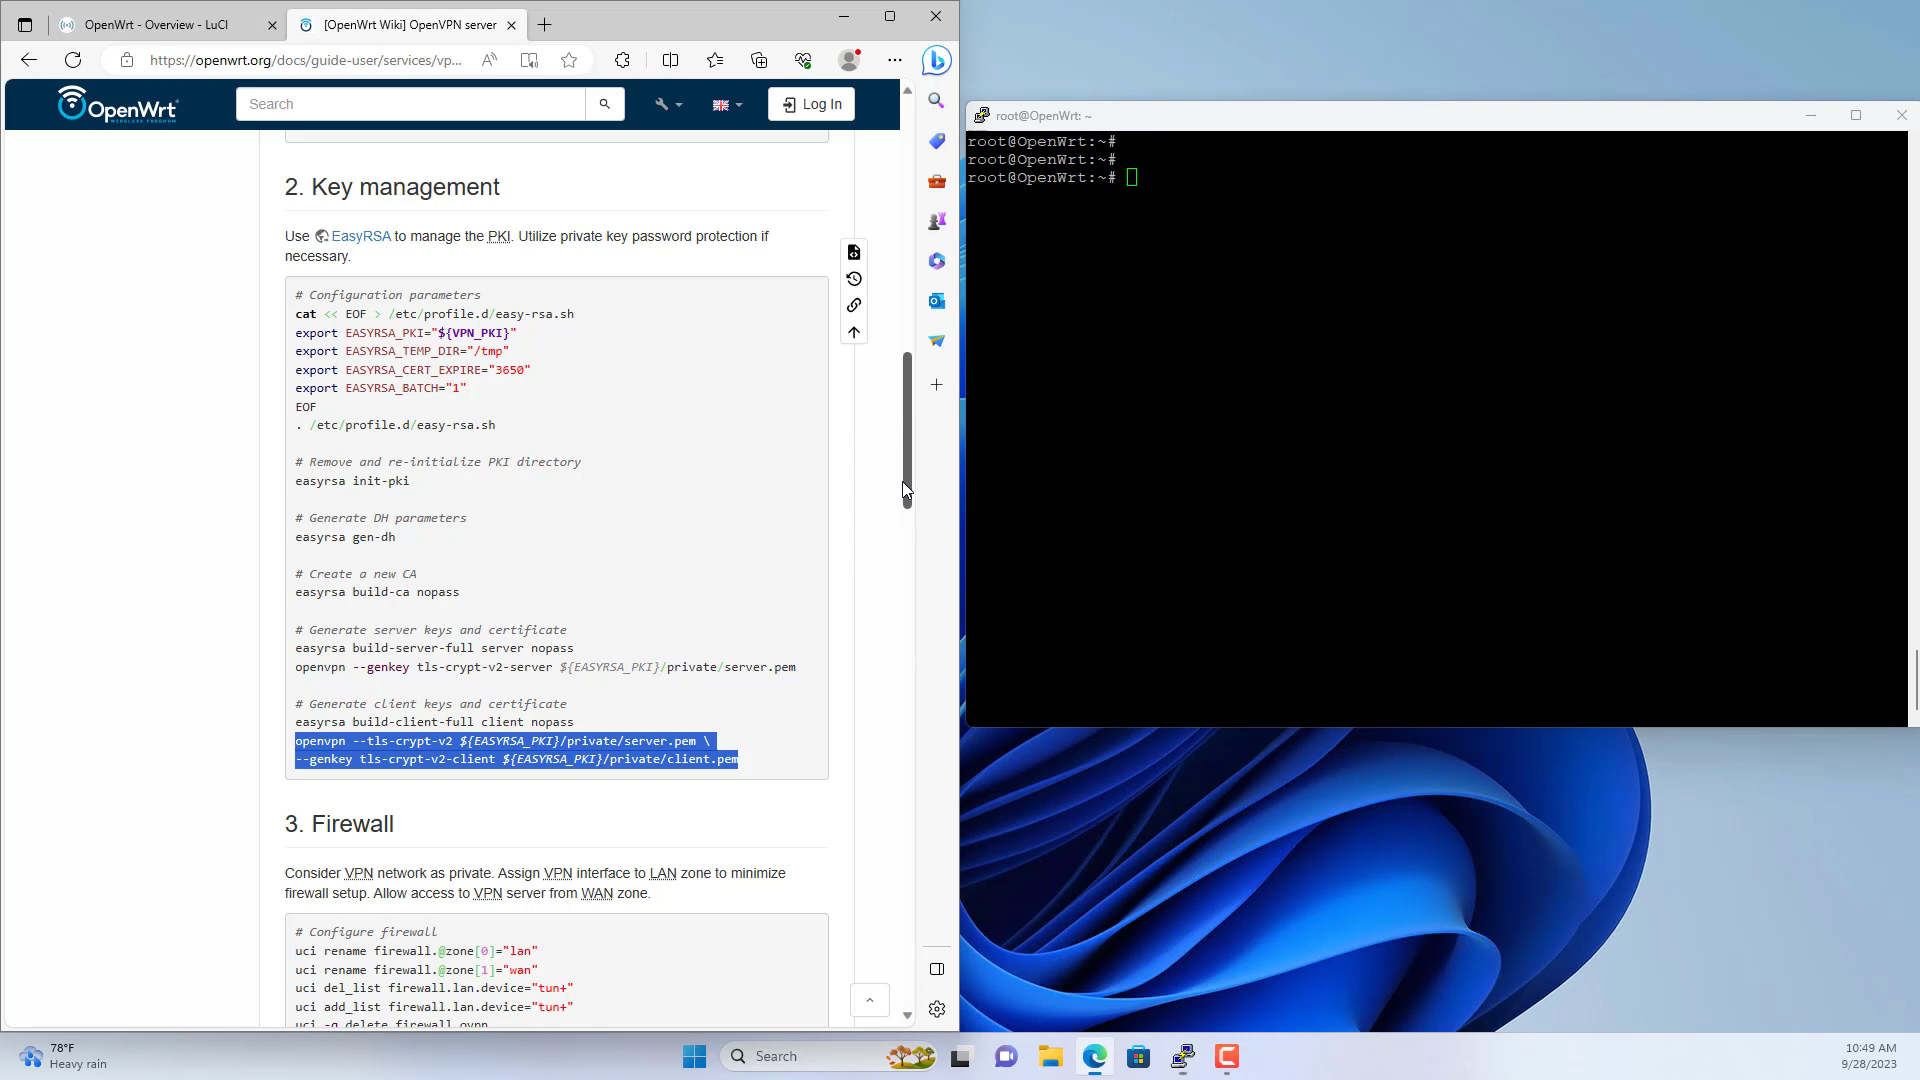 OpenWrt - Overview - LuCI
[OpenWrt Wiki] OpenVPN server
https://openwrt.org/docs/guide-user/services/vp...
OpenWrt
WIRELESS FREEDOM
Search
Log In
2. Key management
Use EasyRSA to manage the PKI. Utilize private key password protection if
necessary.
# Configuration parameters
cat << EOF > /etc/profile.d/easy-rsa.sh
export EASYRSA_PKI="${VPN_PKI}"
export EASYRSA_TEMP_DIR="/tmp"
export EASYRSA_CERT_EXPIRE="3650"
export EASYRSA_BATCH="1"
EOF
. /etc/profile.d/easy-rsa.sh
# Remove and re-initialize PKI directory
easyrsa init-pki
# Generate DH parameters
easyrsa gen-dh
# Create a new CA
easyrsa build-ca nopass
# Generate server keys and certificate
easyrsa build-server-full server nopass
openvpn --genkey tls-crypt-v2-server ${EASYRSA_PKI}/private/server.pem
# Generate client keys and certificate
easyrsa build-client-full client nopass
openvpn --tls-crypt-v2 ${EASYRSA_PKI}/private/server.pem \
--genkey tls-crypt-v2-client ${EASYRSA_PKI}/private/client.pem
3. Firewall
Consider VPN network as private. Assign VPN interface to LAN zone to minimize
firewall setup. Allow access to VPN server from WAN zone.
# Configure firewall
uci rename firewall.@zone[0]="lan"
uci rename firewall.@zone[1]="wan"
uci del_list firewall.lan.device="tun+"
uci add_list firewall.lan.device="tun+"
uci -q delete firewall.ovpn
root@OpenWrt: ~
root@OpenWrt:~#
root@OpenWrt:~#
root@OpenWrt:~#
78°F
Heavy rain
Search
10:49 AM
9/28/2023